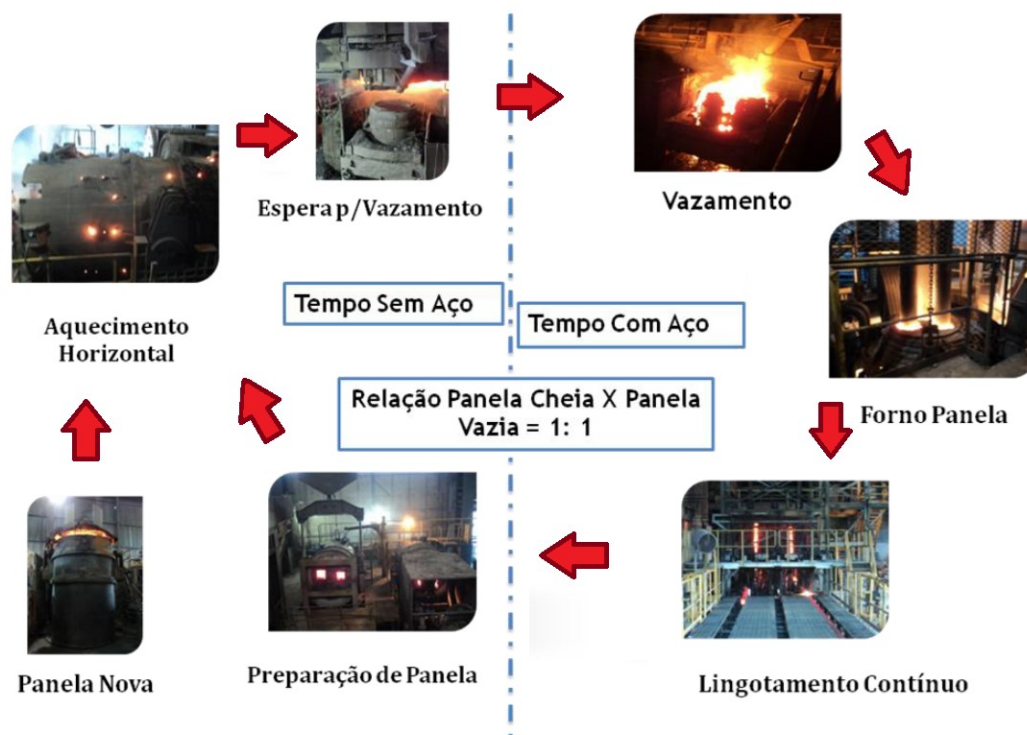 Espera p/Vazamento
Vazamento
Aquecimento
Horizontal
Tempo Sem Aço
Tempo Com Aço
Relação Panela Cheia X Panela
Vazia = 1: 1
Forno Panela
Panela Nova
Preparação de Panela
Lingotamento Contínuo